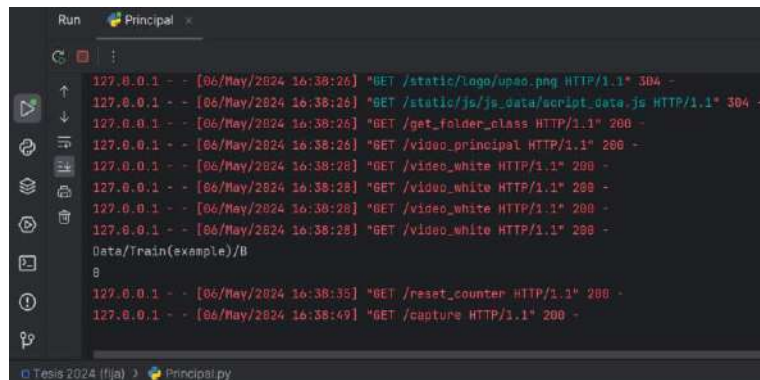 Run Principal
127.0.0.1 - - [06/May/2024 16:38:26] "GET /static/logo/upao.png HTTP/1.1" 304 -
127.0.0.1 - - [06/May/2024 16:38:26] "GET /static/js/js_data/script_data.js HTTP/1.1" 304 -
127.0.0.1 - - [06/May/2024 16:38:26] "GET /get_folder_class HTTP/1.1" 200 -
127.0.0.1 - - [06/May/2024 16:38:26] "GET /video_principal HTTP/1.1" 200 -
127.0.0.1 - - [06/May/2024 16:38:28] "GET /video_white HTTP/1.1" 200 -
127.0.0.1 - - [06/May/2024 16:38:28] "GET /video_white HTTP/1.1" 200 -
127.0.0.1 - - [06/May/2024 16:38:28] "GET /video_white HTTP/1.1" 200 -
127.0.0.1 - - [06/May/2024 16:38:28] "GET /video_white HTTP/1.1" 200 -
Data/Train(example)/B
0
127.0.0.1 - - [06/May/2024 16:38:35] "GET /reset_counter HTTP/1.1" 200 -
127.0.0.1 - - [06/May/2024 16:38:49] "GET /capture HTTP/1.1" 200 -
Tesis 2024 (fija) > Principal.py